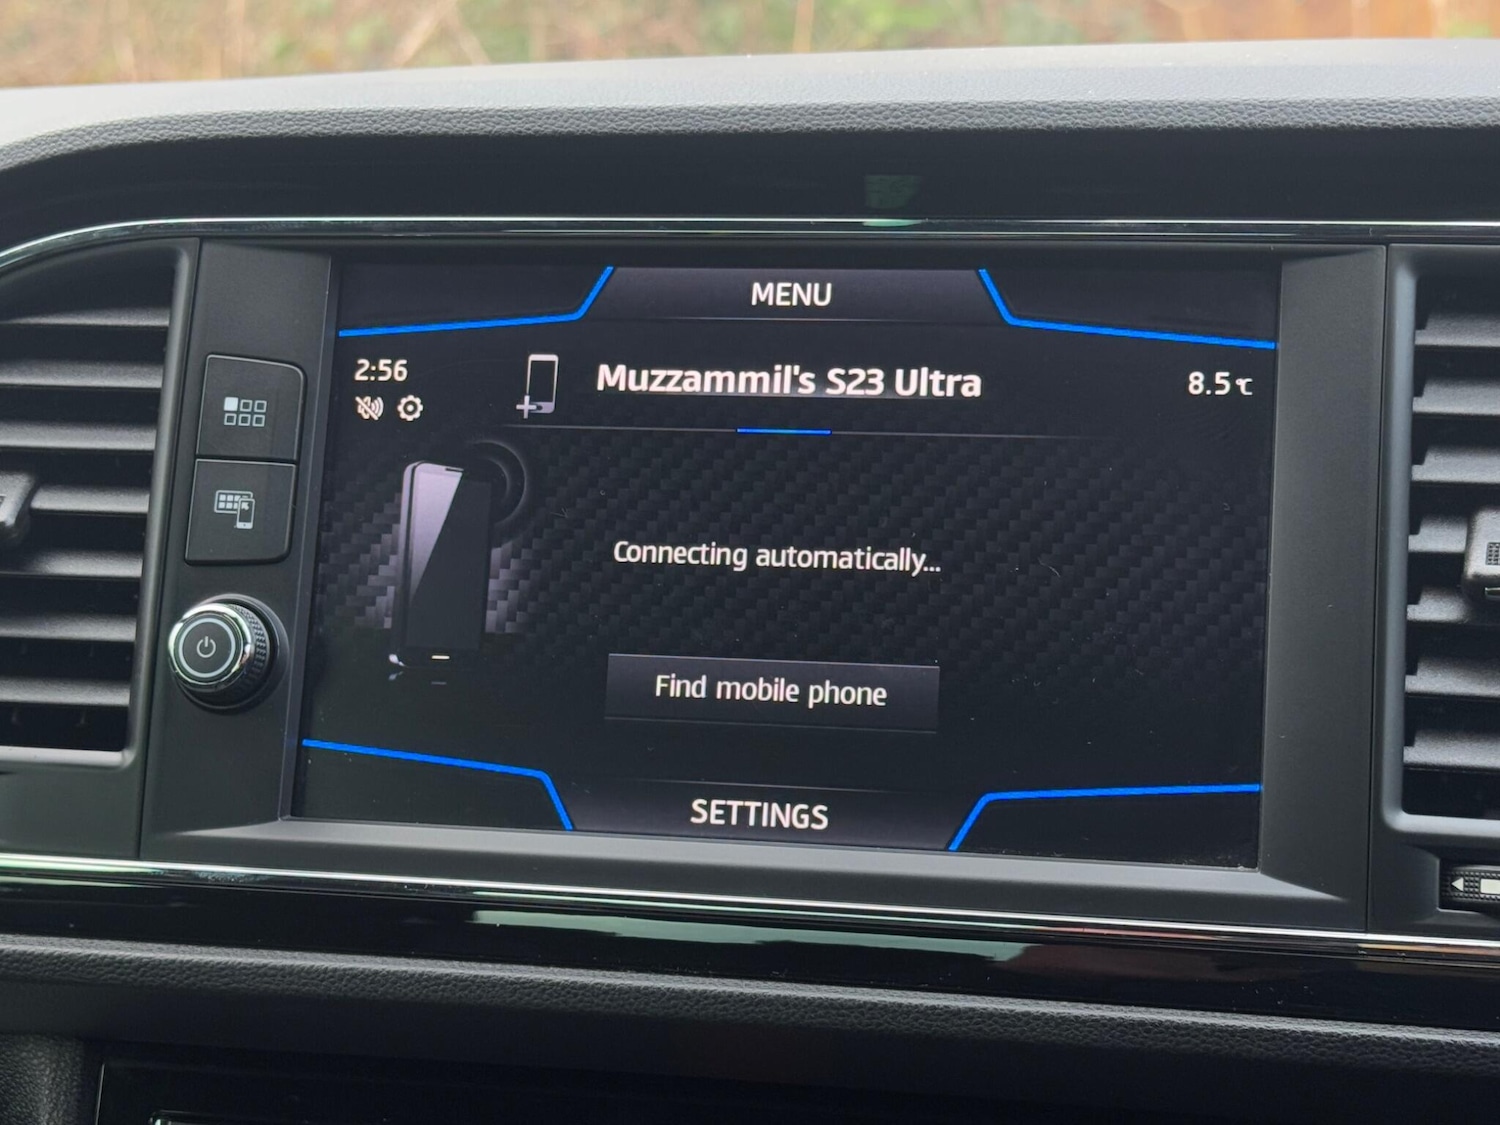 MENU
2:56
Muzzammil's S23 Ultra
8.5℃
Connecting automatically...
Find mobile phone
SETTINGS